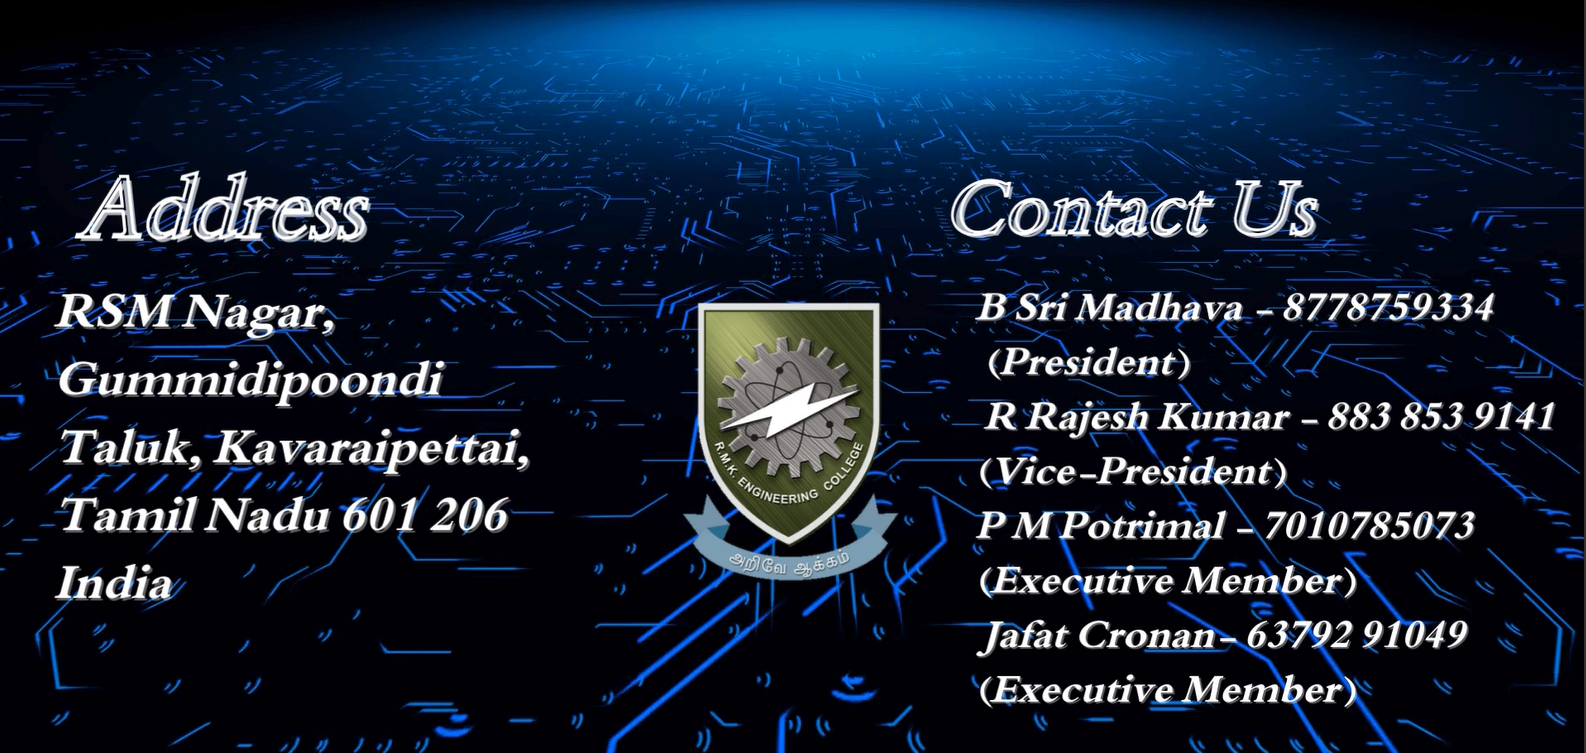 Address
RSM Nagar,
Gummidipoondi
Taluk, Kavaraipettai,
Tamil Nadu 601 206
India
R.M.K. ENGINEERING COLLEGE
அறிவே ஆக்கம்
Contact Us
B Sri Madhava - 8778759334
(President)
R Rajesh Kumar - 883 853 9141
(Vice-President)
P M Potrimal - 7010785073
(Executive Member)
Jafat Cronan- 63792 91049
(Executive Member)